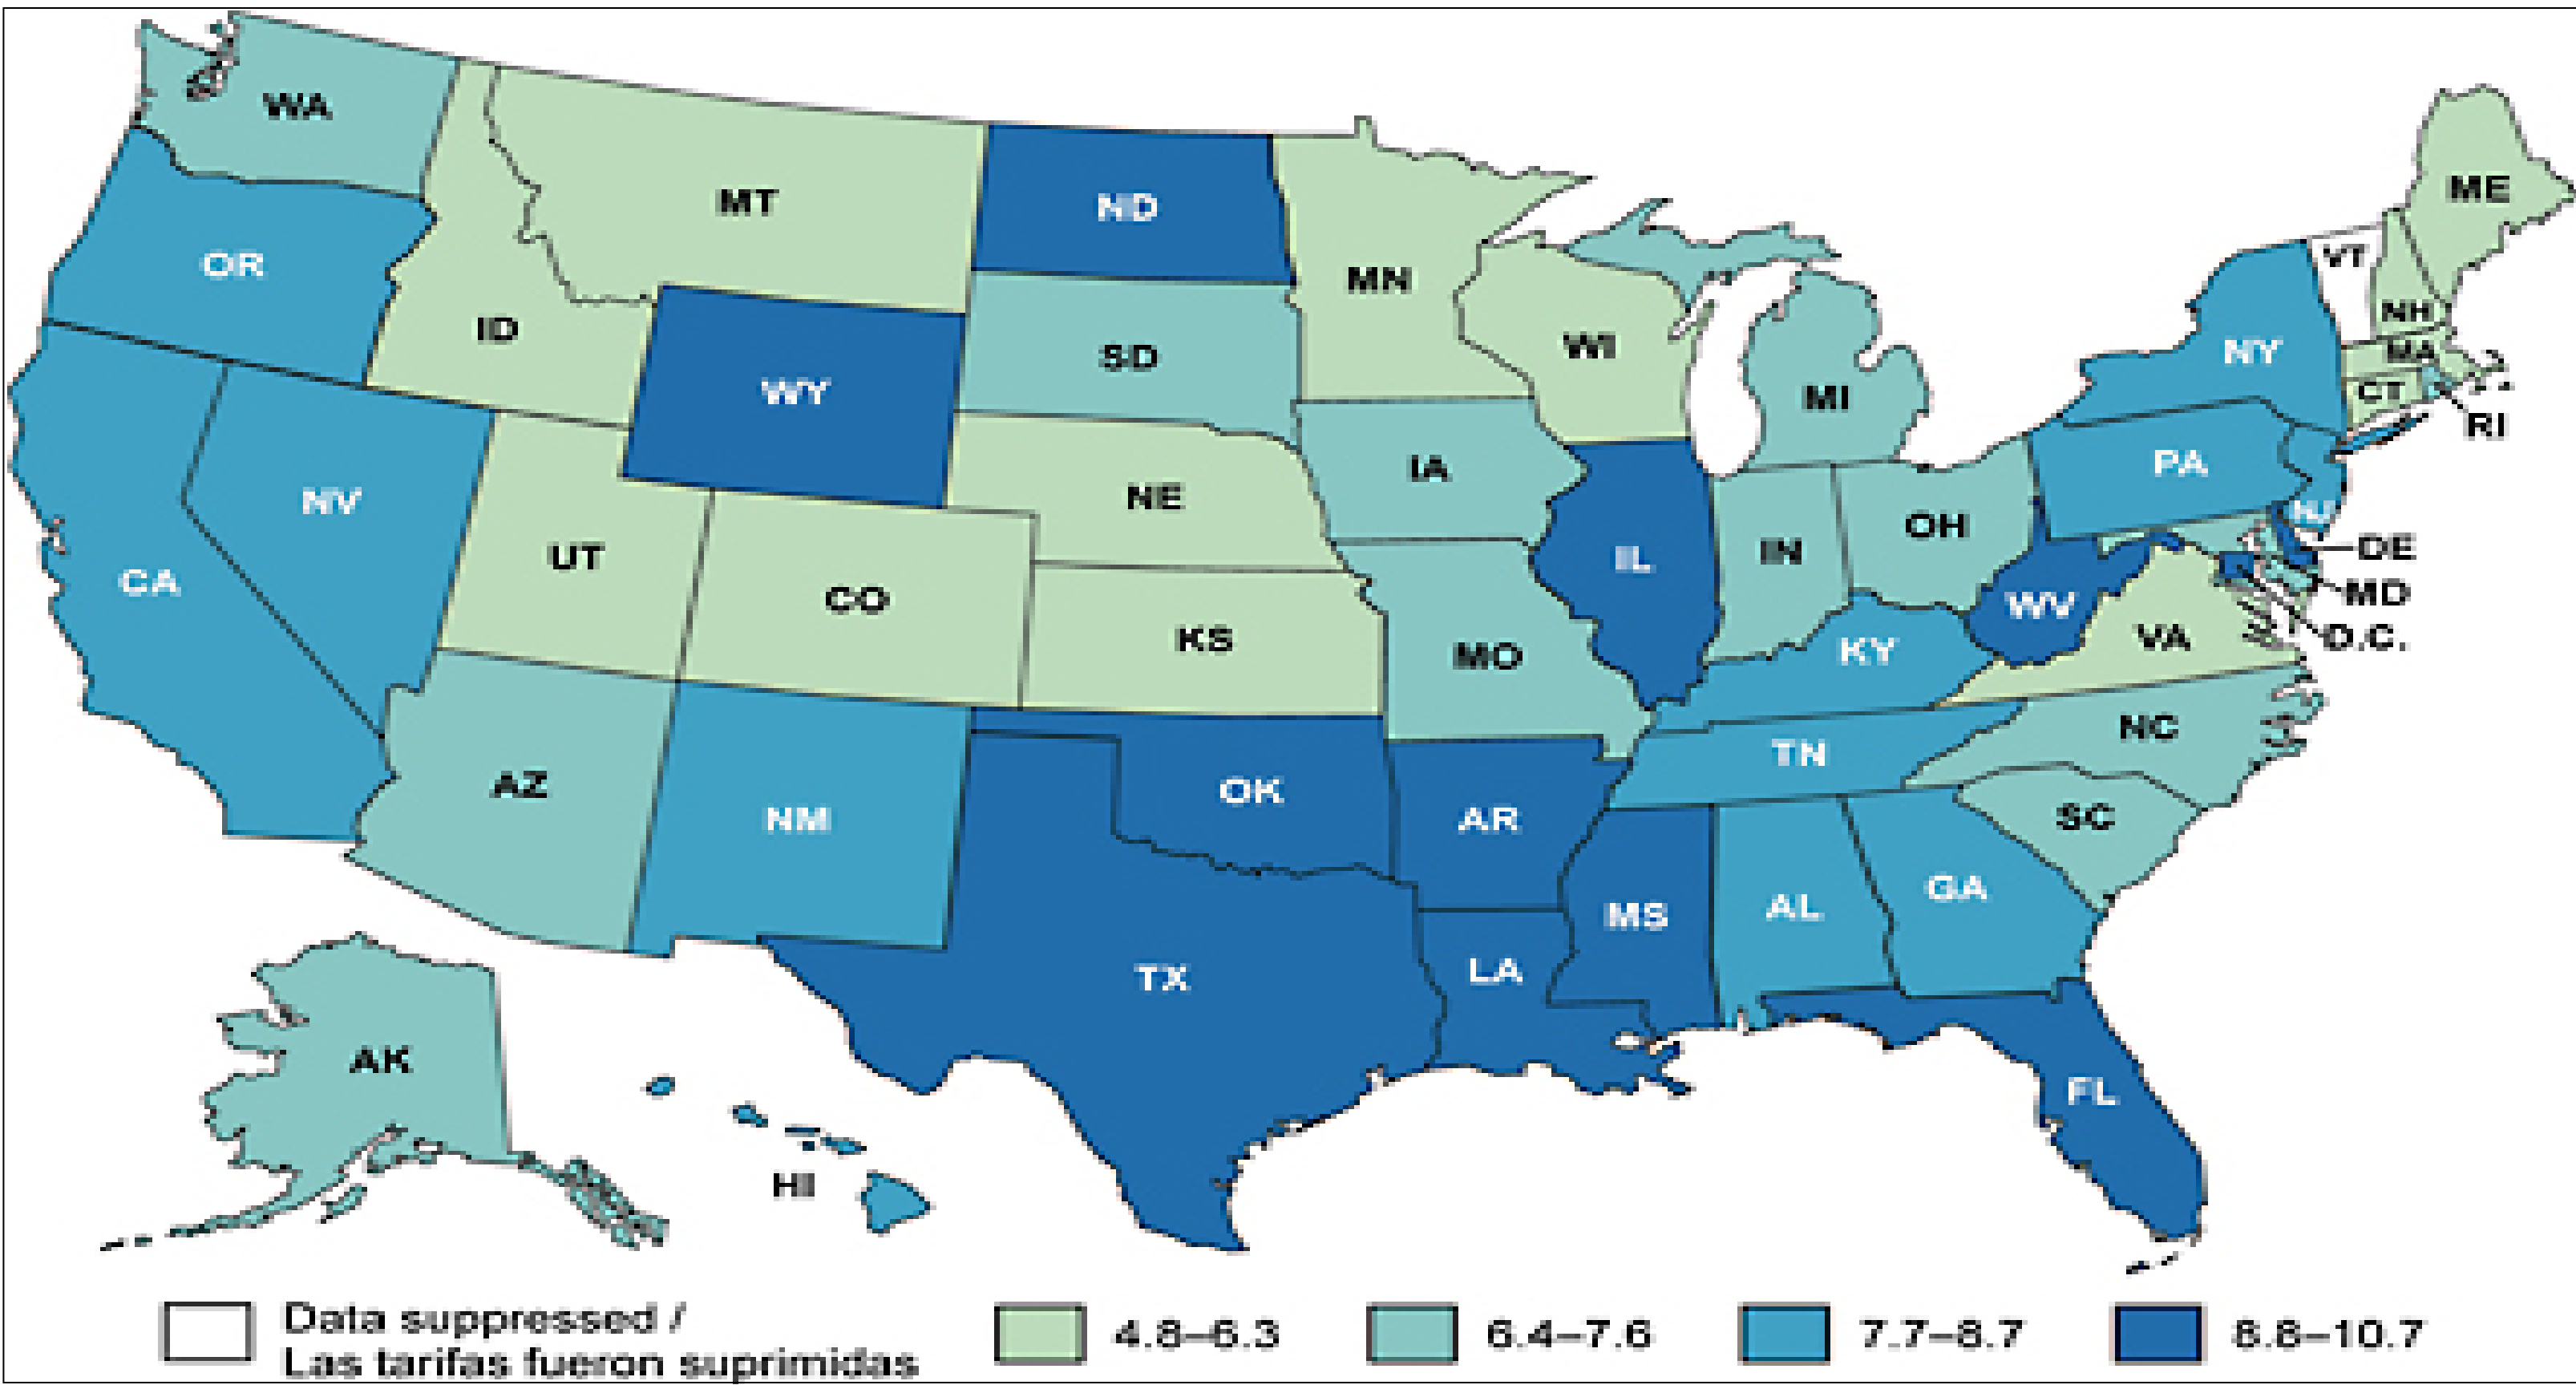 WA
MT
ND
MN
ME
OR
ID
SD
WI
VT
NH
NY
MA
CT
RI
WY
MI
IA
PA
NV
NE
OH
NJ
DE
CA
UT
CO
IL
IN
WV
MD
KS
MO
KY
VA
D.C.
NC
TN
AZ
NM
OK
AR
SC
MS
AL
GA
TX
LA
AK
FL
HI
Data suppressed /
Las tarifas fueron suprimidas
4.8–6.3
6.4–7.6
7.7–8.7
8.8–10.7